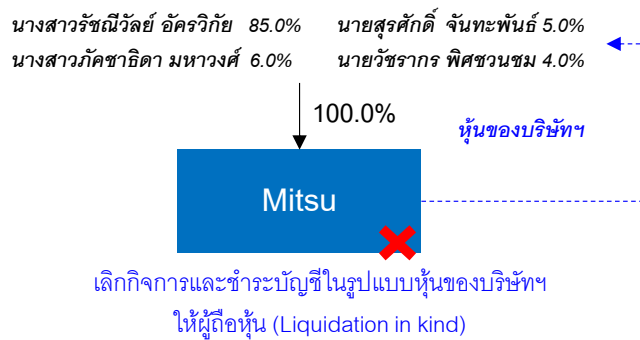 นางสาวรัชณีวัลย์ อัครวิกัย 85.0% นายสุรศักดิ์ จันทะพันธ์ 5.0%
นางสาวภัคชาธิดา มหาวงศ์ 6.0% นายวัชรากร พิศชวนชม 4.0%
100.0%
หุ้นของบริษัทฯ
Mitsu
เลิกกิจการและชำระบัญชีในรูปแบบหุ้นของบริษัทฯ
ให้ผู้ถือหุ้น (Liquidation in kind)